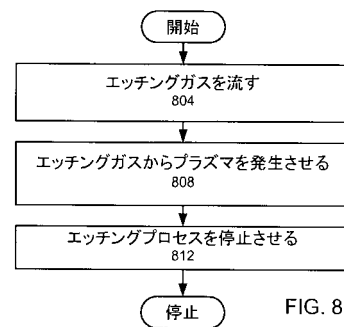 開始
エッチングガスを流す
804
エッチングガスからプラズマを発生させる
808
エッチングプロセスを停止させる
812
停止
FIG. 8